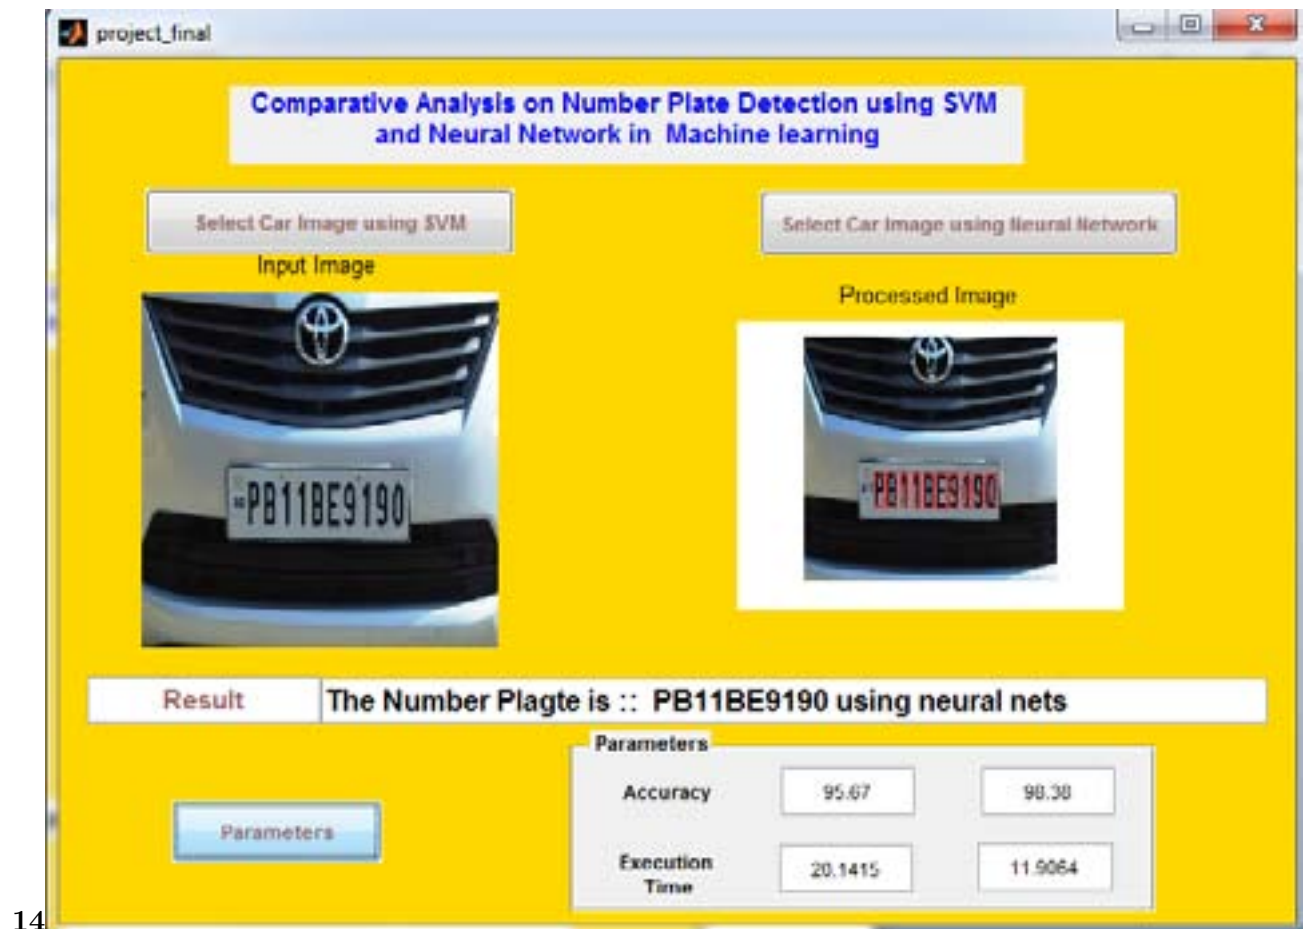 project_final
Comparative Analysis on Number Plate Detection using SVM
and Neural Network in Machine learning
Select Car Image using SVM
Select Car Image using Neural Network
Input Image
Processed Image
PB11BE9190
PB11BE9190
Result
The Number Plagte is :: PB11BE9190 using neural nets
Parameters
Accuracy
95.67
98.38
Parameters
Execution
Time
20.1415
11.9064
14